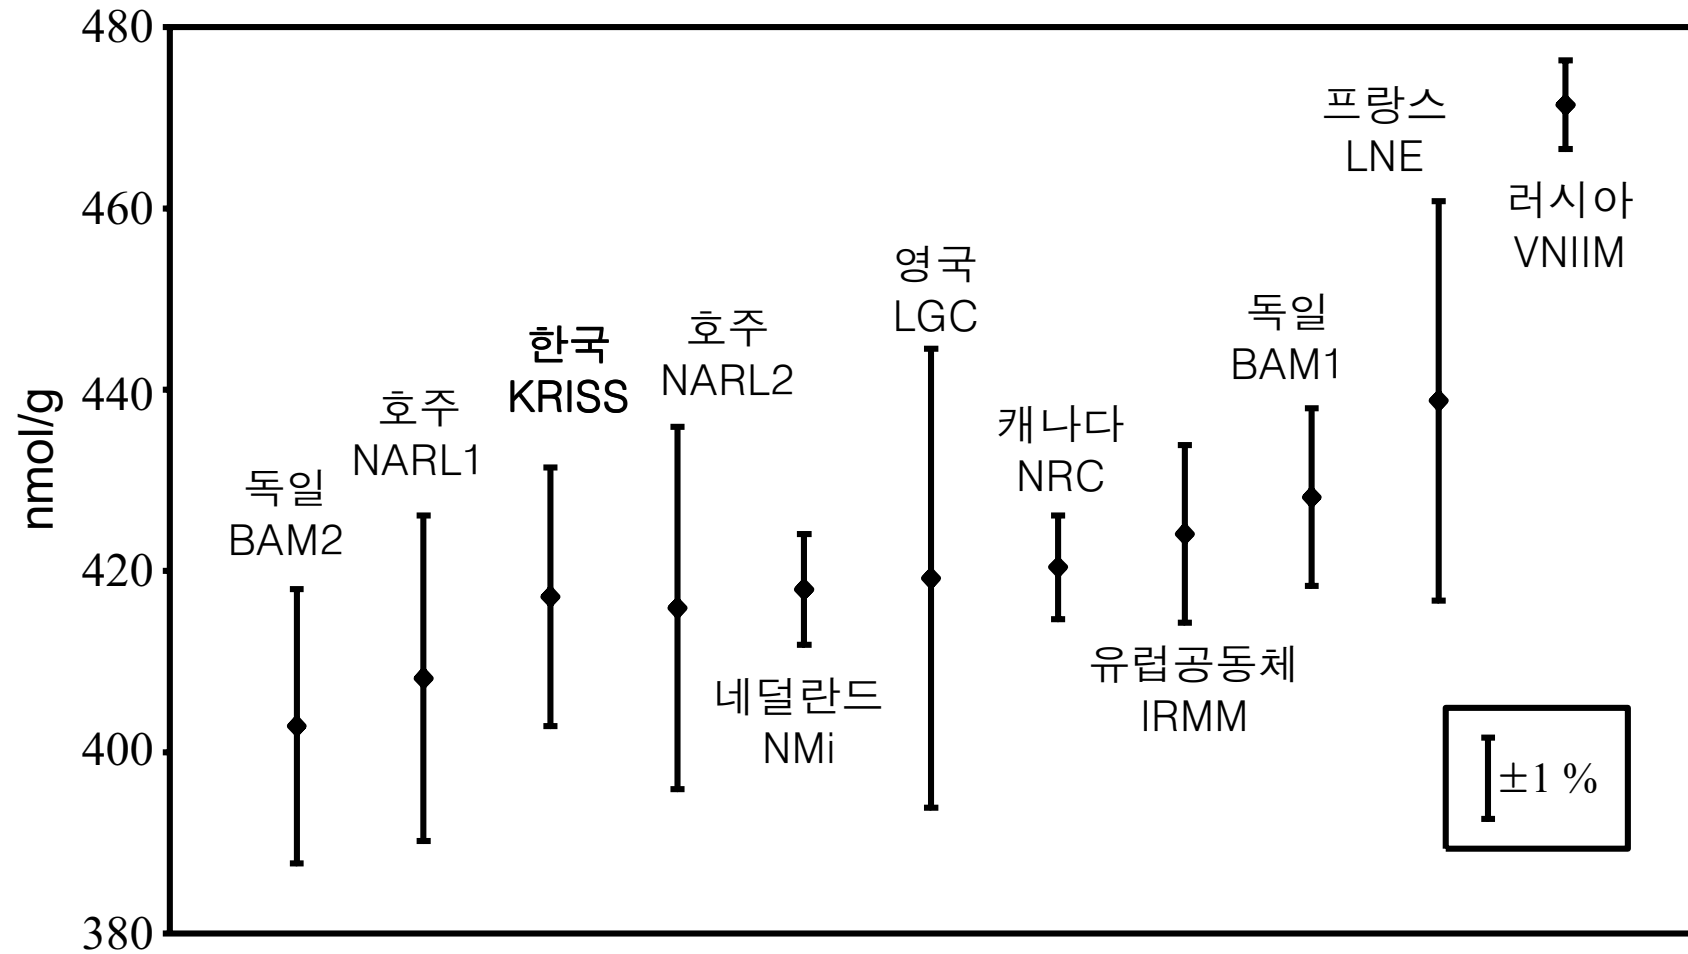 480
460
440
420
400
380
nmol/g
독일
BAM2
호주
NARL1
한국
KRISS
호주
NARL2
네덜란드
NMi
영국
LGC
캐나다
NRC
유럽공동체
IRMM
독일
BAM1
프랑스
LNE
러시아
VNIIM
±1 %